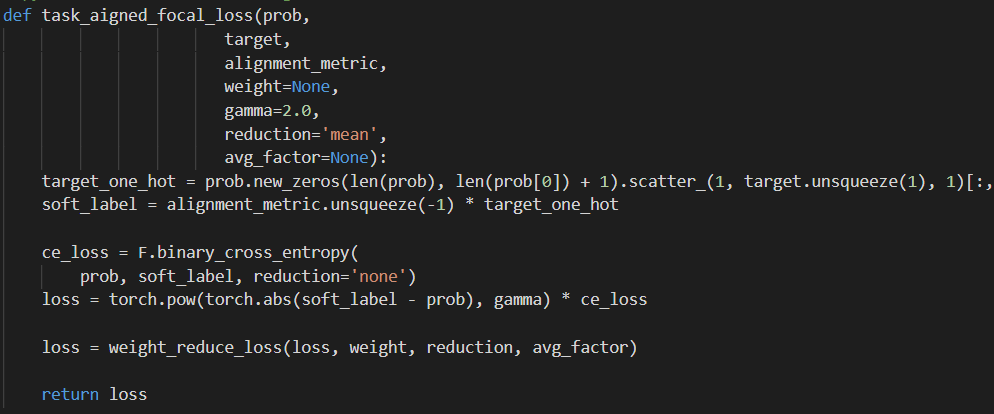 def task_aigned_focal_loss(prob,
target,
alignment_metric,
weight=None,
gamma=2.0,
reduction='mean',
avg_factor=None):
target_one_hot = prob.new_zeros(len(prob), len(prob[0]) + 1).scatter_(1, target.unsqueeze(1), 1)[:,
soft_label = alignment_metric.unsqueeze(-1) * target_one_hot
ce_loss = F.binary_cross_entropy(
prob, soft_label, reduction='none')
loss = torch.pow(torch.abs(soft_label - prob), gamma) * ce_loss
loss = weight_reduce_loss(loss, weight, reduction, avg_factor)
return loss